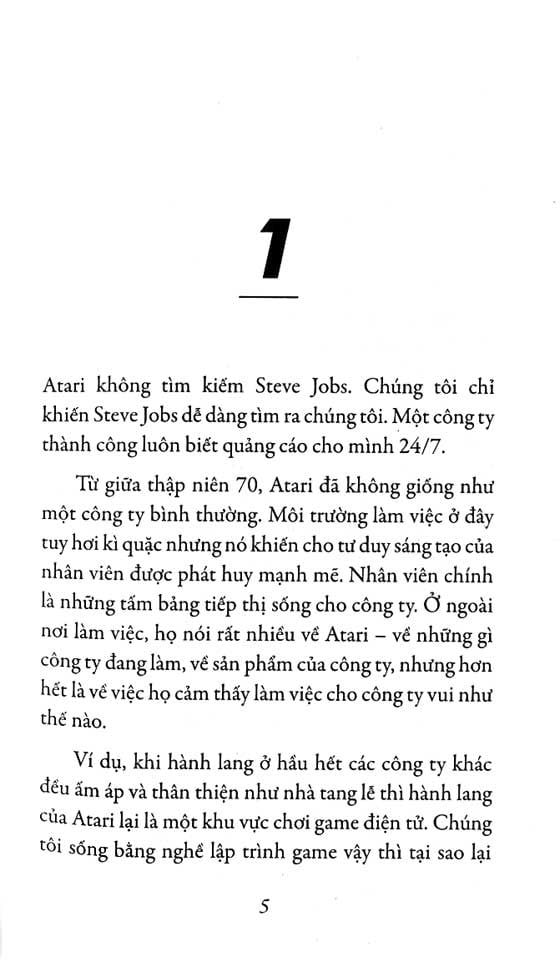 1
Atari không tìm kiếm Steve Jobs. Chúng tôi chỉ
khiến Steve Jobs dễ dàng tìm ra chúng tôi. Một công ty
thành công luôn biết quảng cáo cho mình 24/7.
Từ giữa thập niên 70, Atari đã không giống như
một công ty bình thường. Môi trường làm việc ở đây
tuy hơi kì quặc nhưng nó khiến cho tư duy sáng tạo của
nhân viên được phát huy mạnh mẽ. Nhân viên chính
là những tấm bảng tiếp thị sống cho công ty. Ở ngoài
nơi làm việc, họ nói rất nhiều về Atari – về những gì
công ty đang làm, về sản phẩm của công ty, nhưng hơn
hết là về việc họ cảm thấy làm việc cho công ty vui như
thế nào.
Ví dụ, khi hành lang ở hầu hết các công ty khác
đều ấm áp và thân thiện như nhà tang lễ thì hành lang
của Atari lại là một khu vực chơi game điện tử. Chúng
tôi sống bằng nghề lập trình game vậy thì tại sao lại
5